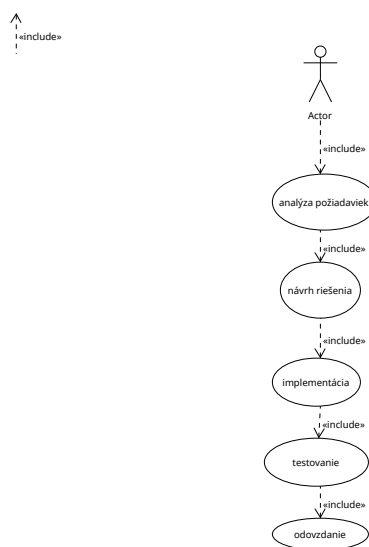 «include»
Actor
«include»
analýza požiadaviek
«include»
návrh riešenia
«include»
implementácia
«include»
testovanie
«include»
odovzdanie